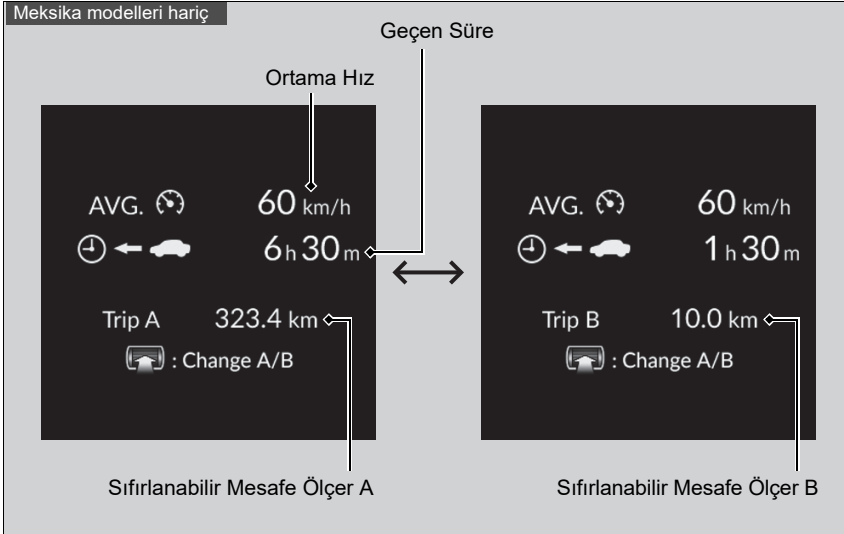 Meksika modelleri hariç
Geçen Süre
Ortama Hız
AVG. 60 km/h
6 h 30 m
Trip A 323.4 km
: Change A/B
AVG. 60 km/h
1 h 30 m
Trip B 10.0 km
: Change A/B
Sıfırlanabilir Mesafe Ölçer A
Sıfırlanabilir Mesafe Ölçer B